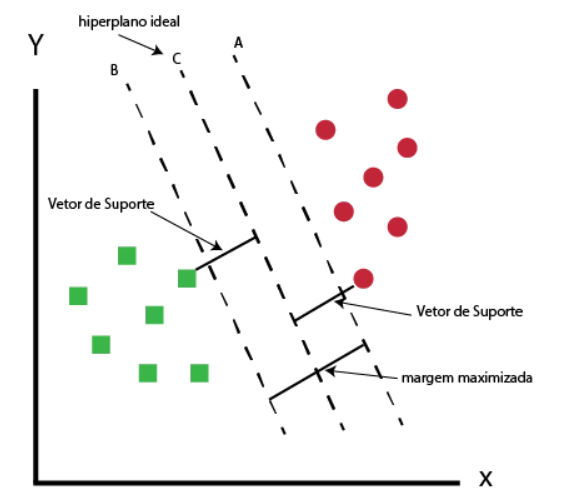 hiperplano ideal
Y
A
C
B
Vetor de Suporte
Vetor de Suporte
margem maximizada
X